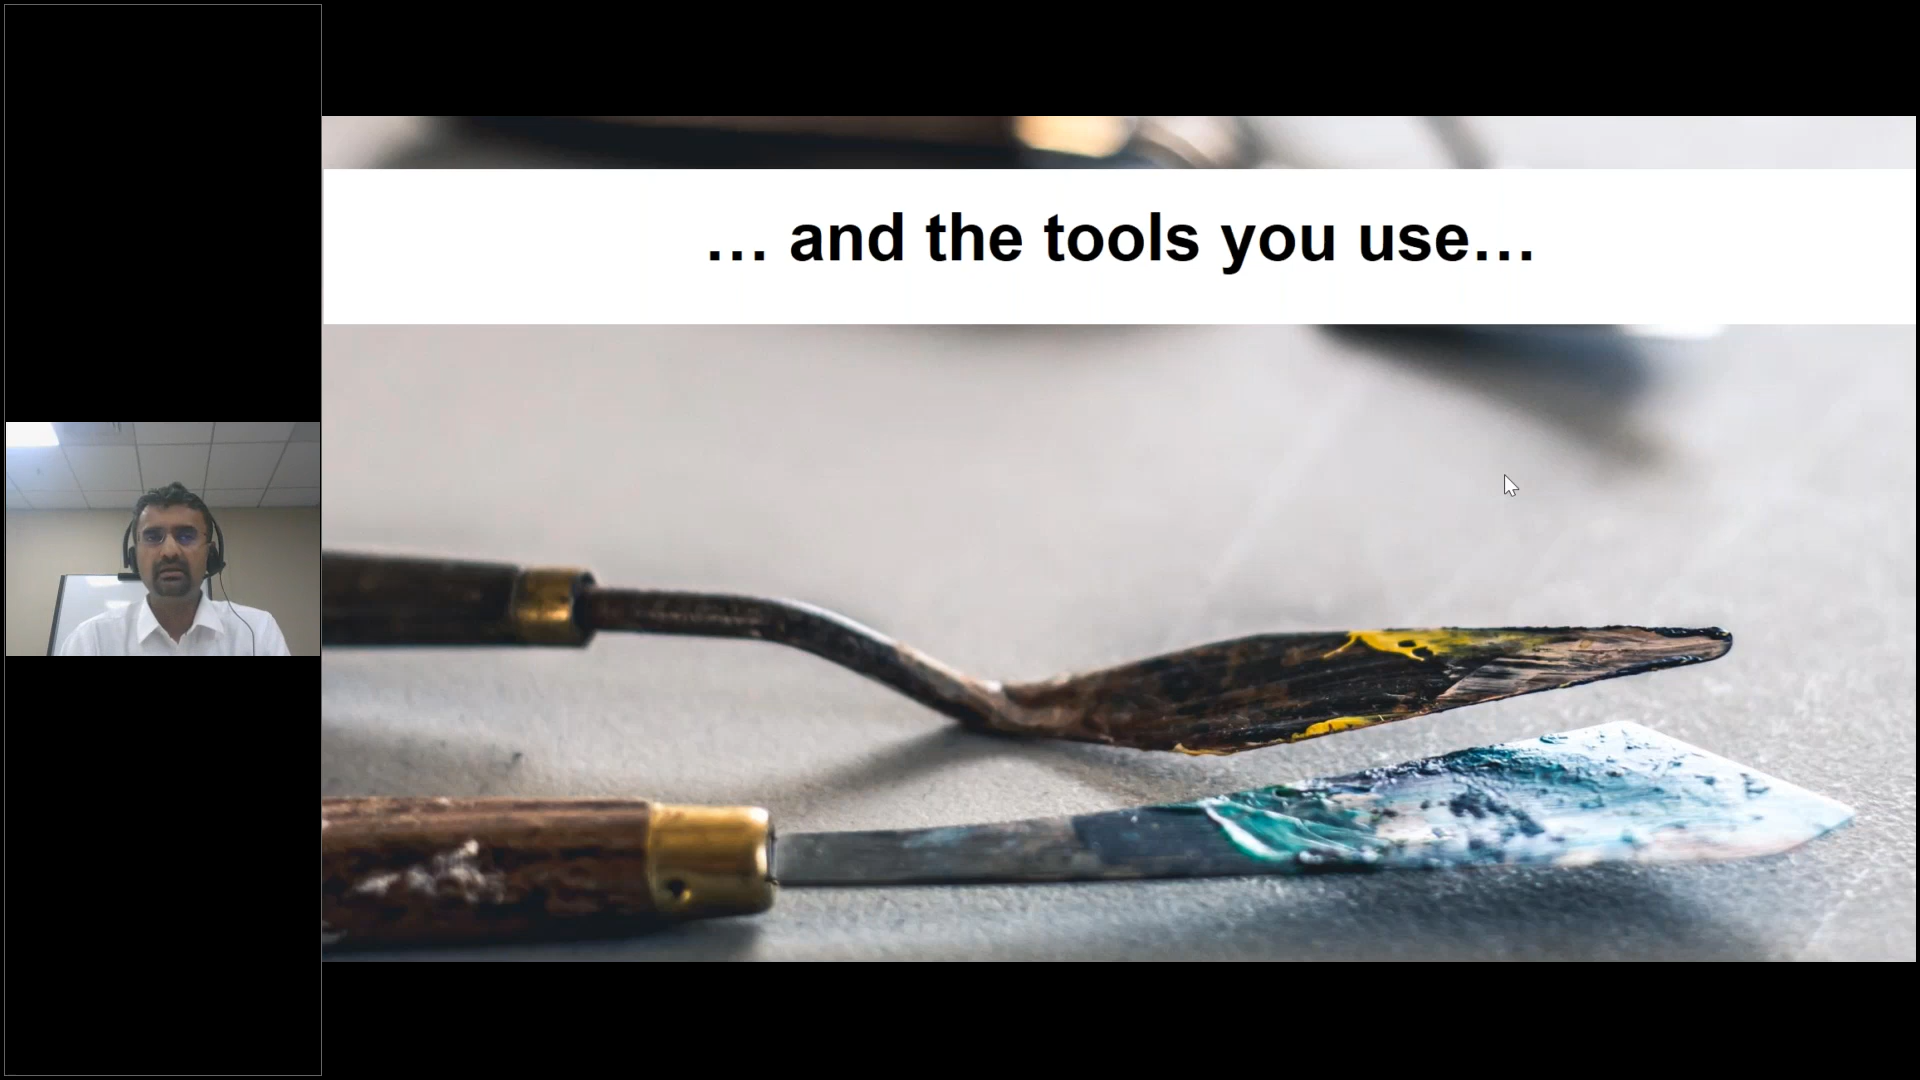 … and the tools you use…